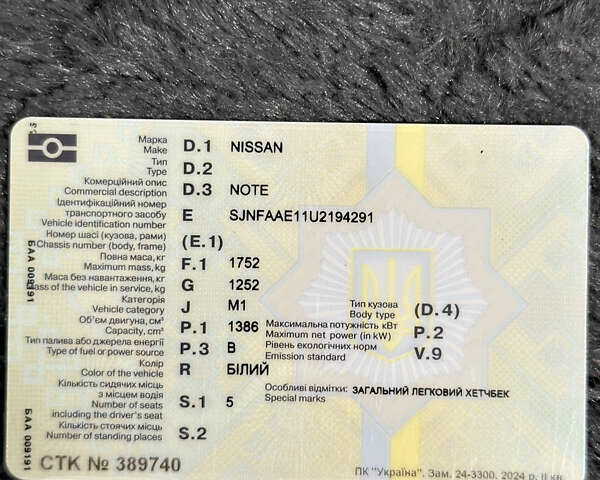 Марка D.1 NISSAN
Make
Тип D.2
Type
Комерційний опис D.3 NOTE
Commercial description
Ідентифікаційний номер
транспортного засобу E SJNFAAE11U2194291
Vehicle identification number
Номер шасі (кузова, рами) (E.1)
Chassis number (body, frame)
Повна маса, кг F.1 1752
Maximum mass, kg
Маса без навантаження, кг G 1252
Mass of the vehicle in service, kg
Категорія J M1 Тип кузова (D.4)
Vehicle category Body type
Об'єм двигуна, см³ P.1 1386 Максимальна потужність кВт P.2
Capacity, cm³ Maximum net power (in kW)
Тип палива або джерела енергії P.3 B Рівень екологічних норм V.9
Type of fuel or power source Emission standard
Колір R БІЛИЙ
Color of the vehicle
Кількість сидячих місць Особливі відмітки: ЗАГАЛЬНИЙ ЛЕГКОВИЙ ХЕТЧБЕК
з місцем водія S.1 5 Special marks
Number of seats
including the driver's seat
Кількість стоячих місць S.2
Number of standing places
СТК № 389740
ПК "Україна". Зам. 24-3300. 2024 р. ІІ кв.
БАА 009191
БАА 009191